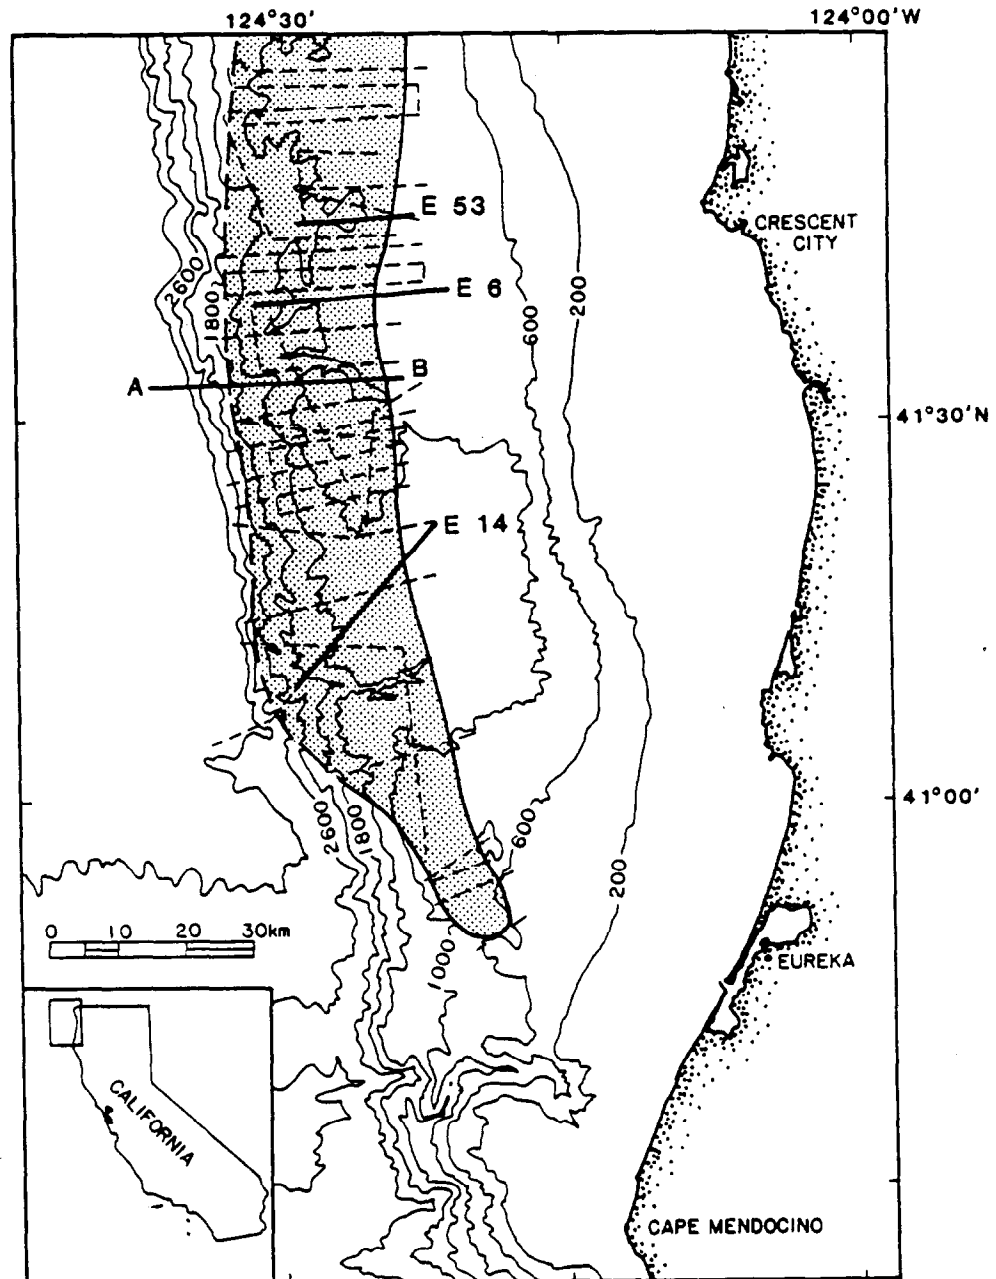 124°30'
124°00'W
E 53
CRESCENT
CITY
2600
E 6
200
1800
600
B
A
41°30'N
E 14
41°00'
2600
1800
600
200
0 10 20 30km
1000
EUREKA
CALIFORNIA
CAPE MENDOCINO